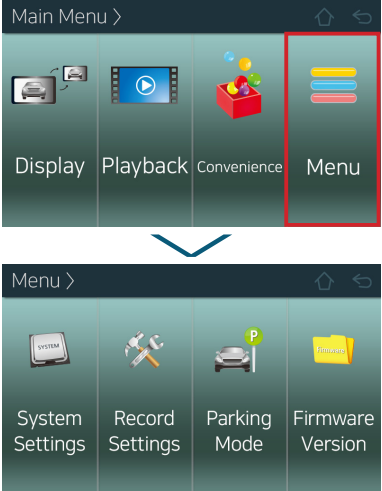 Main Menu >
Display
Playback
Convenience
Menu
Menu >
SYSTEM
P
Firmware
System
Settings
Record
Settings
Parking
Mode
Firmware
Version